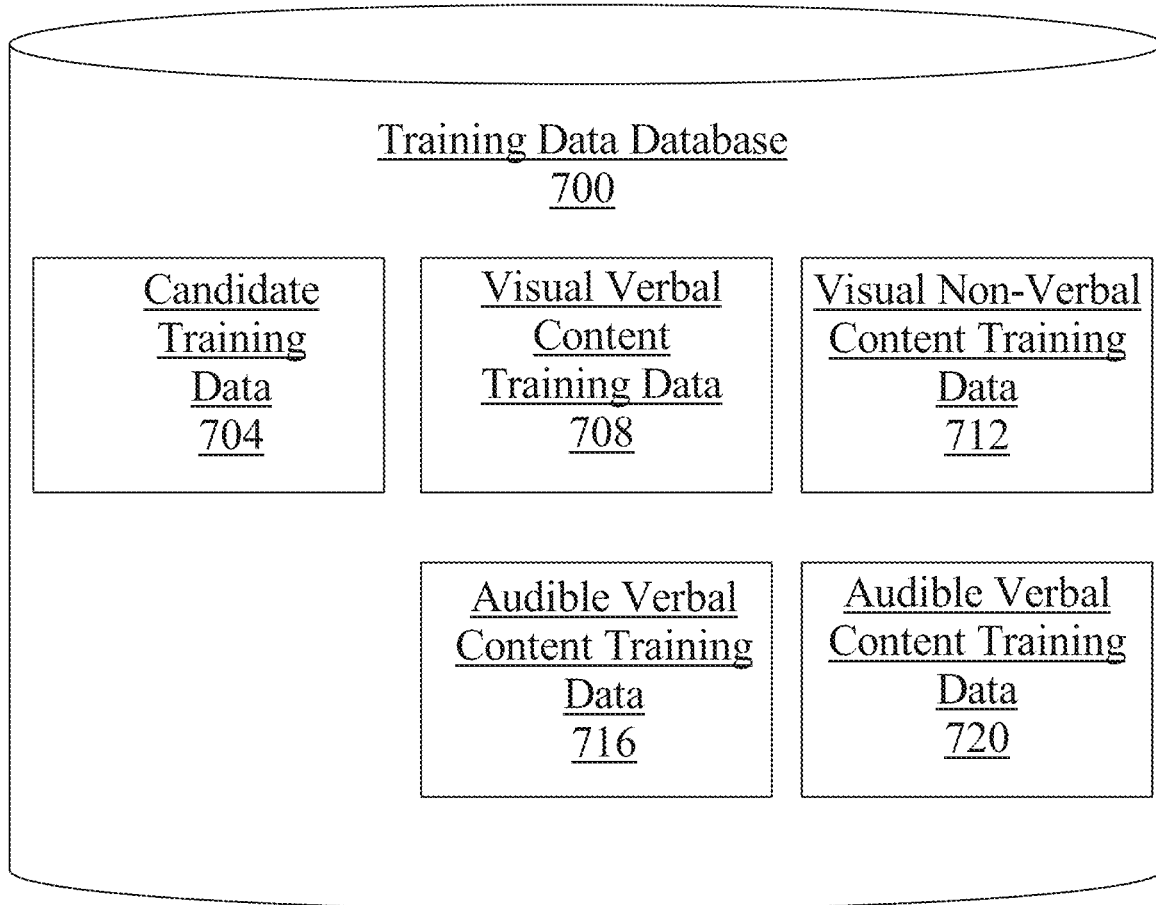 Training Data Database
700
Candidate
Training
Data
704
Visual Verbal
Content
Training Data
708
Visual Non-Verbal
Content Training
Data
712
Audible Verbal
Content Training
Data
716
Audible Verbal
Content Training
Data
720